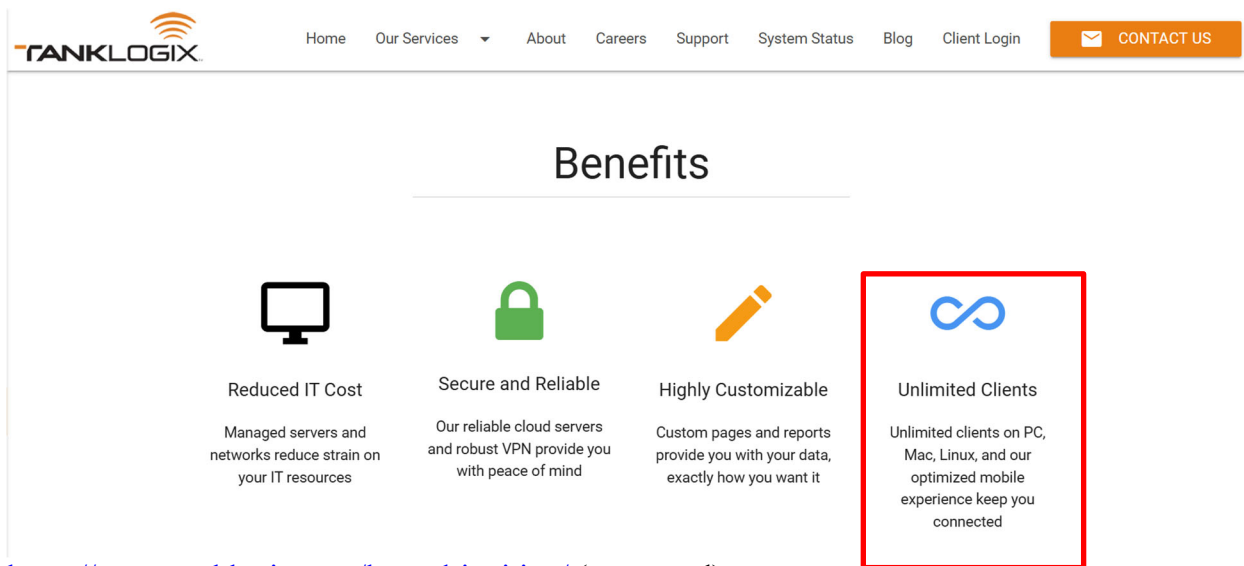 TANKLOGIX
Home Our Services About Careers Support System Status Blog Client Login CONTACT US
Benefits
Reduced IT Cost
Managed servers and
networks reduce strain on
your IT resources
Secure and Reliable
Our reliable cloud servers
and robust VPN provide you
with peace of mind
Highly Customizable
Custom pages and reports
provide you with your data,
exactly how you want it
Unlimited Clients
Unlimited clients on PC,
Mac, Linux, and our
optimized mobile
experience keep you
connected